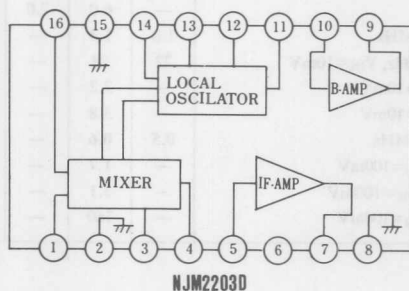 16 15 14 13 12 11 10 9
LOCAL
OSCILATOR
B-AMP
MIXER
IF-AMP
1 2 3 4 5 6 7 8
NJM2203D